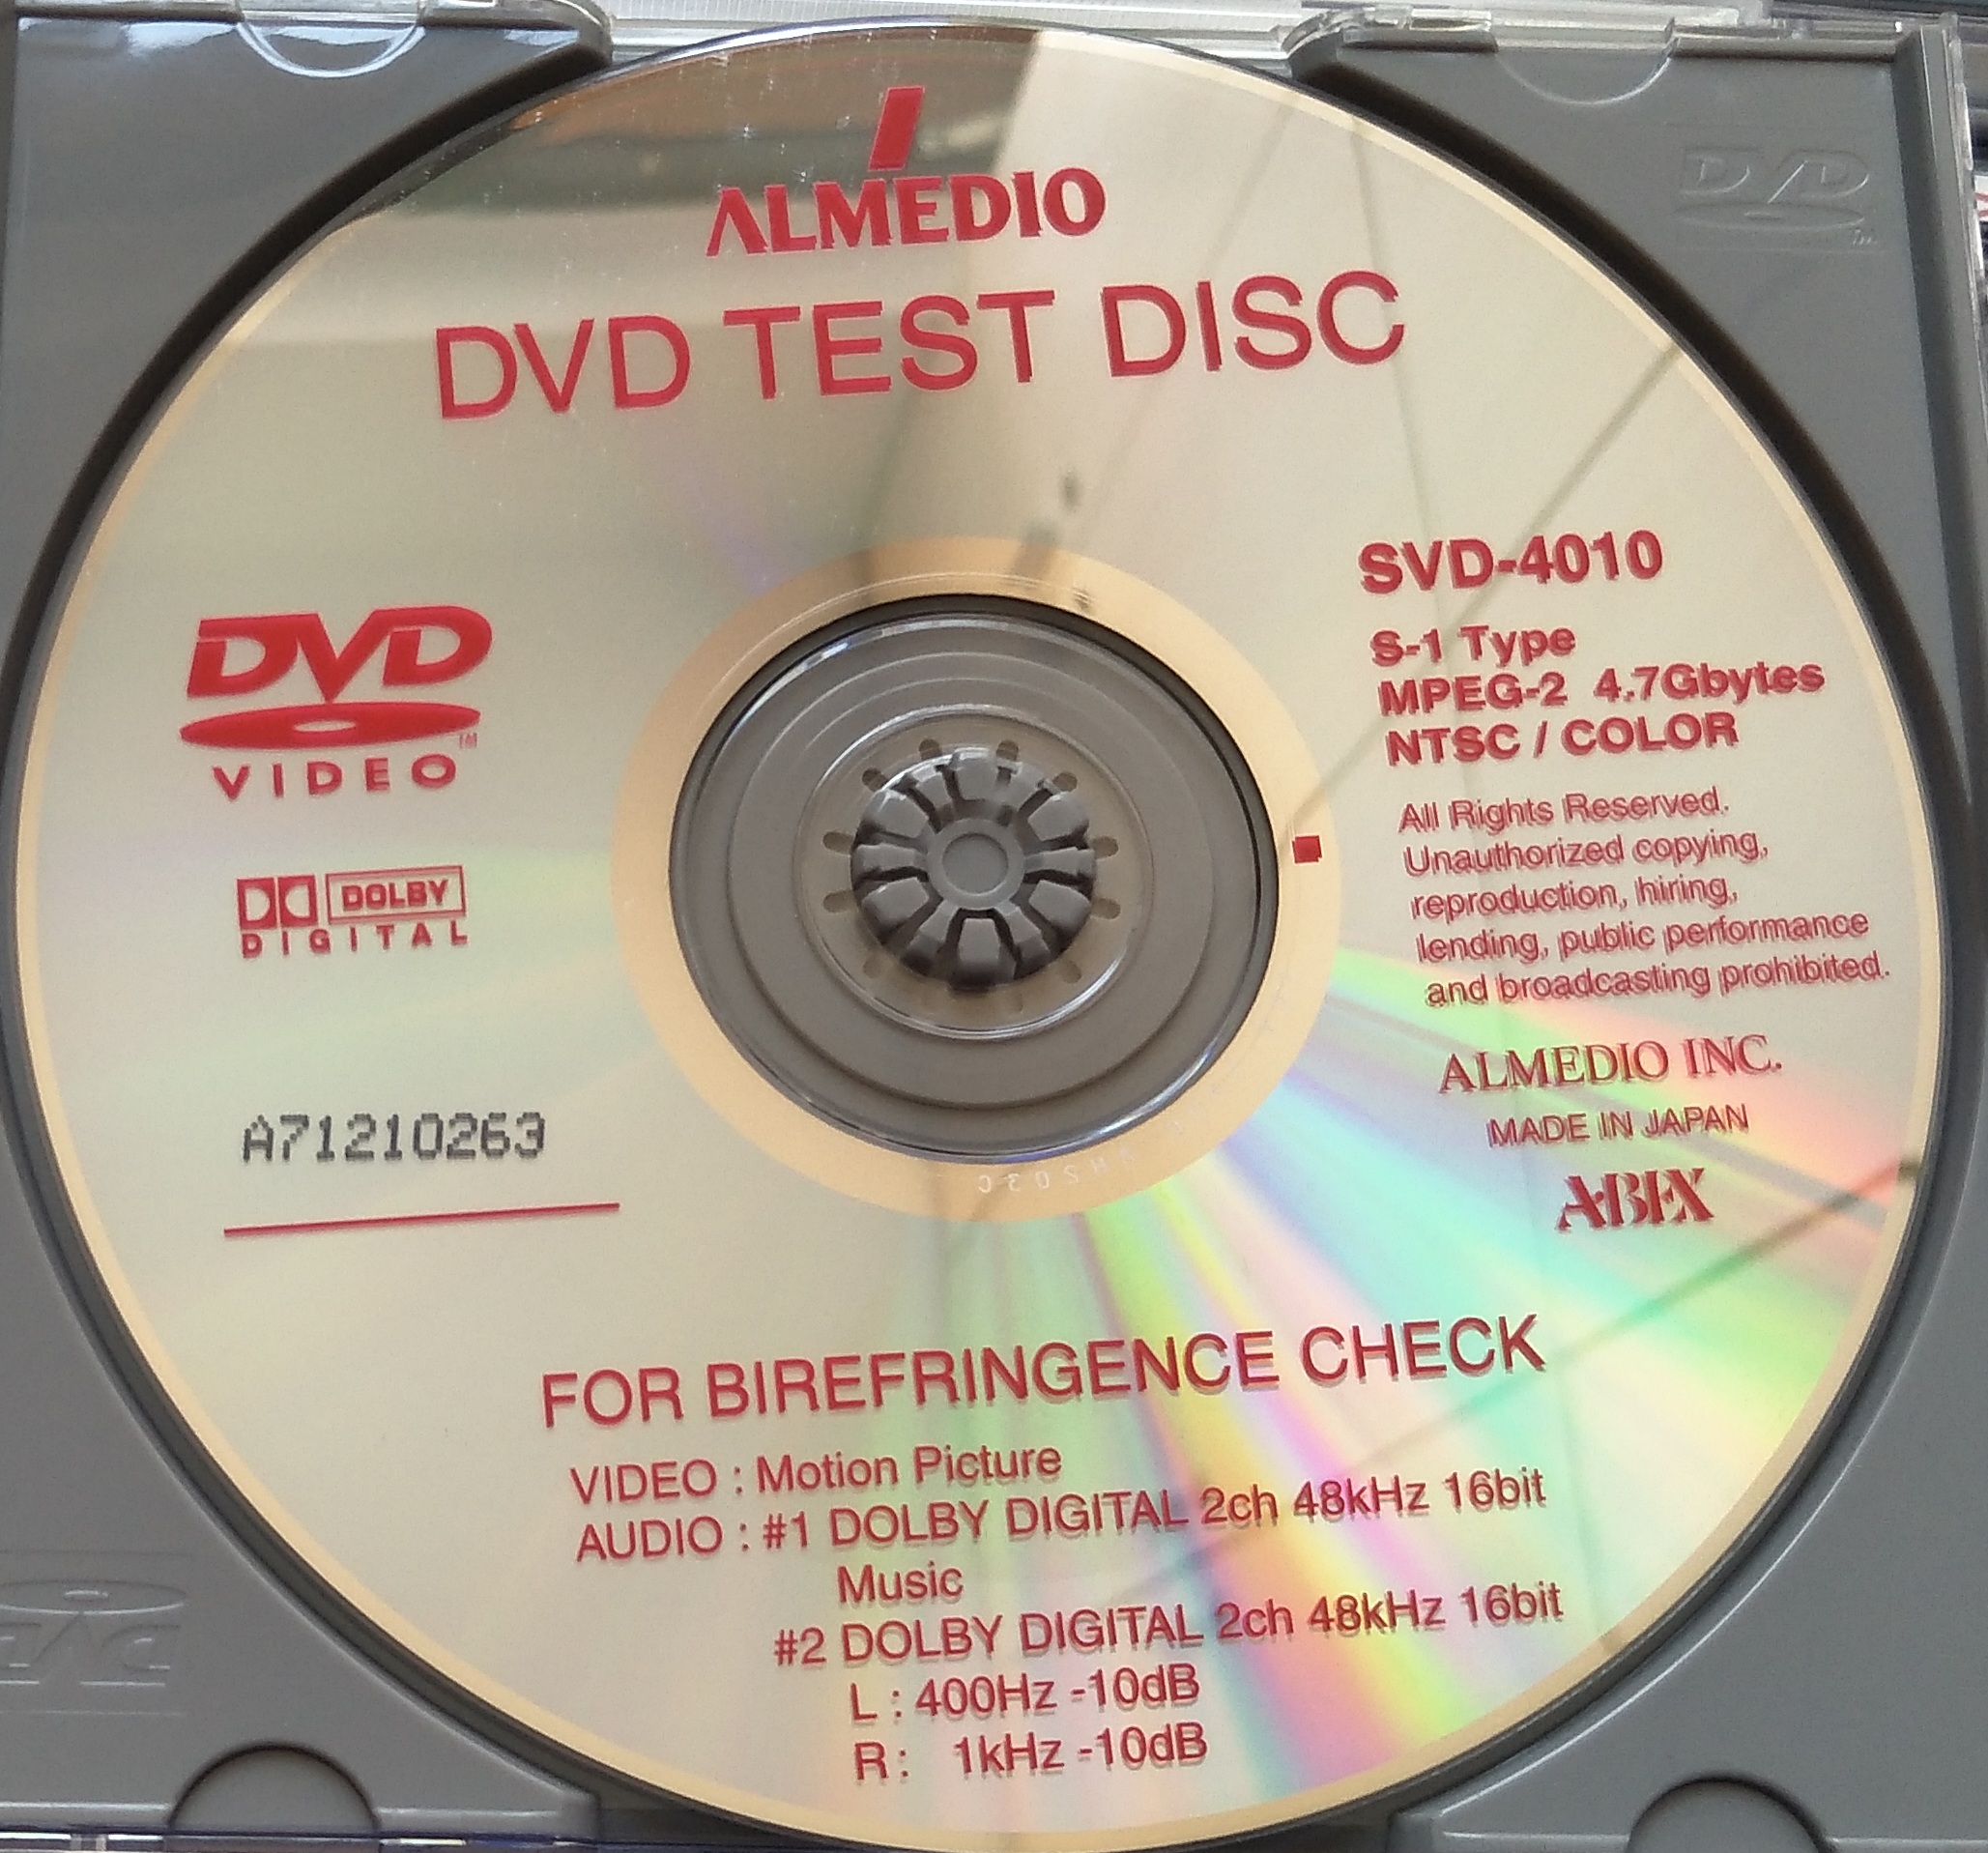 ALMEDIO
DVD TEST DISC
DVD
VIDEO
TM
DOLBY
DIGITAL
A71210263
SVD-4010
S-1 Type
MPEG-2 4.7Gbytes
NTSC / COLOR
All Rights Reserved.
Unauthorized copying,
reproduction, hiring,
lending, public performance
and broadcasting prohibited.
ALMEDIO INC.
MADE IN JAPAN
ABEX
FOR BIREFRINGENCE CHECK
VIDEO : Motion Picture
AUDIO : #1 DOLBY DIGITAL 2ch 48kHz 16bit
Music
#2 DOLBY DIGITAL 2ch 48kHz 16bit
L : 400Hz -10dB
R : 1kHz -10dB
DVD
DVD